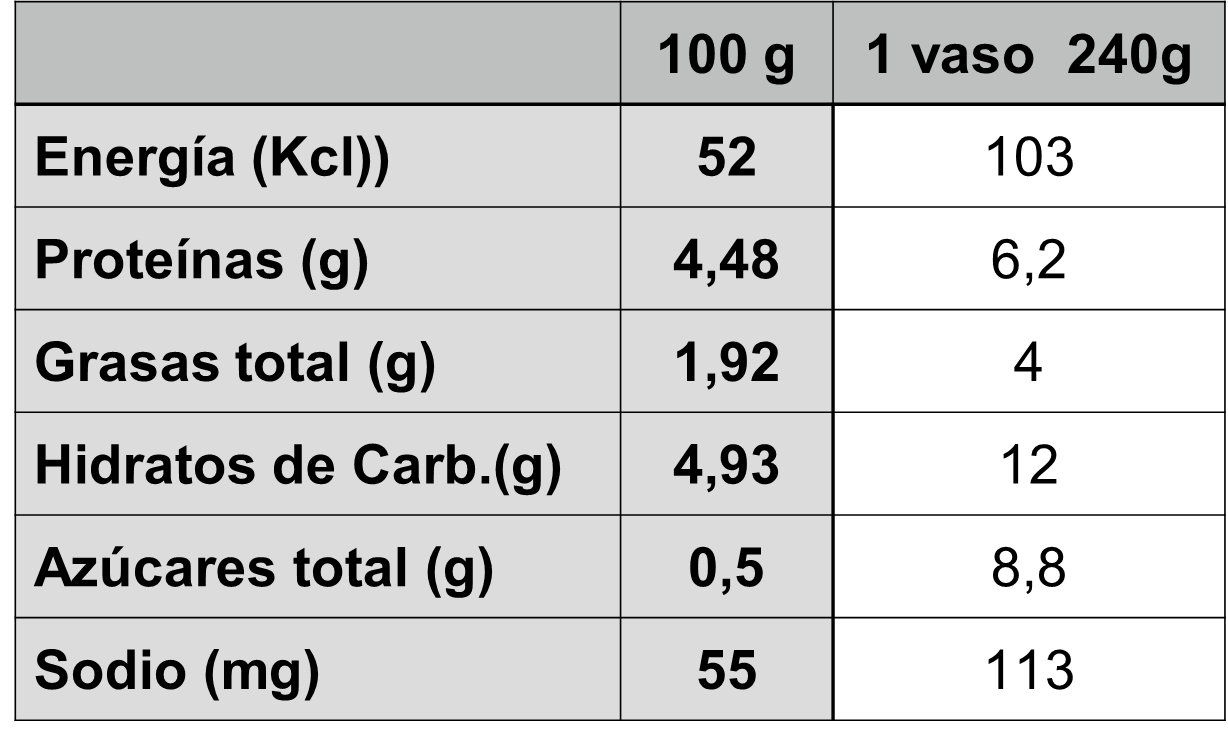 100 g 1 vaso 240g
Energía (Kcl)) 52 103
Proteínas (g) 4,48 6,2
Grasas total (g) 1,92 4
Hidratos de Carb.(g) 4,93 12
Azúcares total (g) 0,5 8,8
Sodio (mg) 55 113